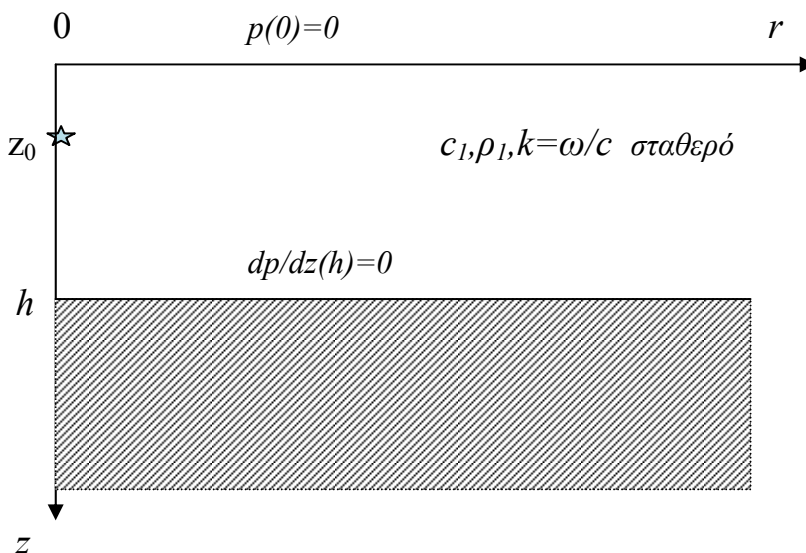 0 p(0)=0 r
z₀ c₁,ρ₁,k=ω/c σταθερό
dp/dz(h)=0
h
z